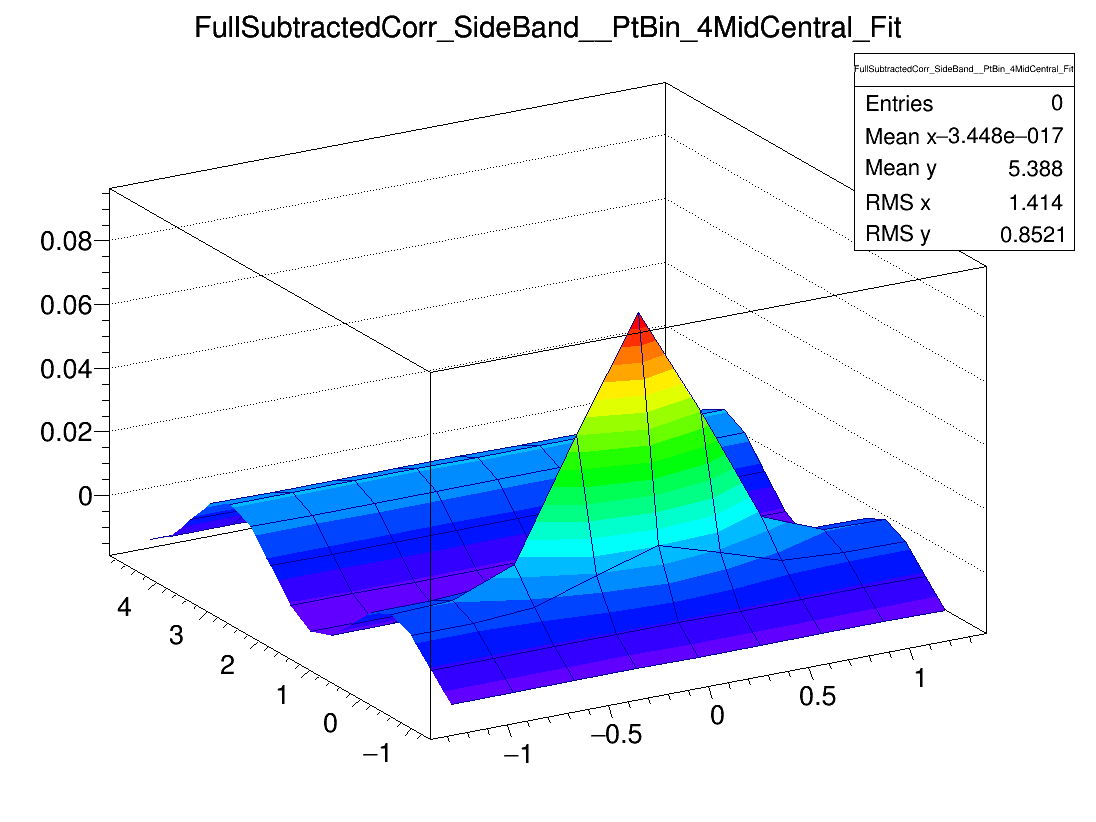 FullSubtractedCorr_SideBand__PtBin_4MidCentral_Fit
FullSubtractedCorr_SideBand__PtBin_4MidCentral_Fit
Entries 0
Mean x −3.448e−017
Mean y 5.388
RMS x 1.414
RMS y 0.8521
0.08
0.06
0.04
0.02
0
4
3
2
1
0
−1
−1
−0.5
0
0.5
1